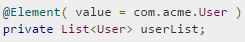 @Element( value = com.acme.User )
private List<User> userList;